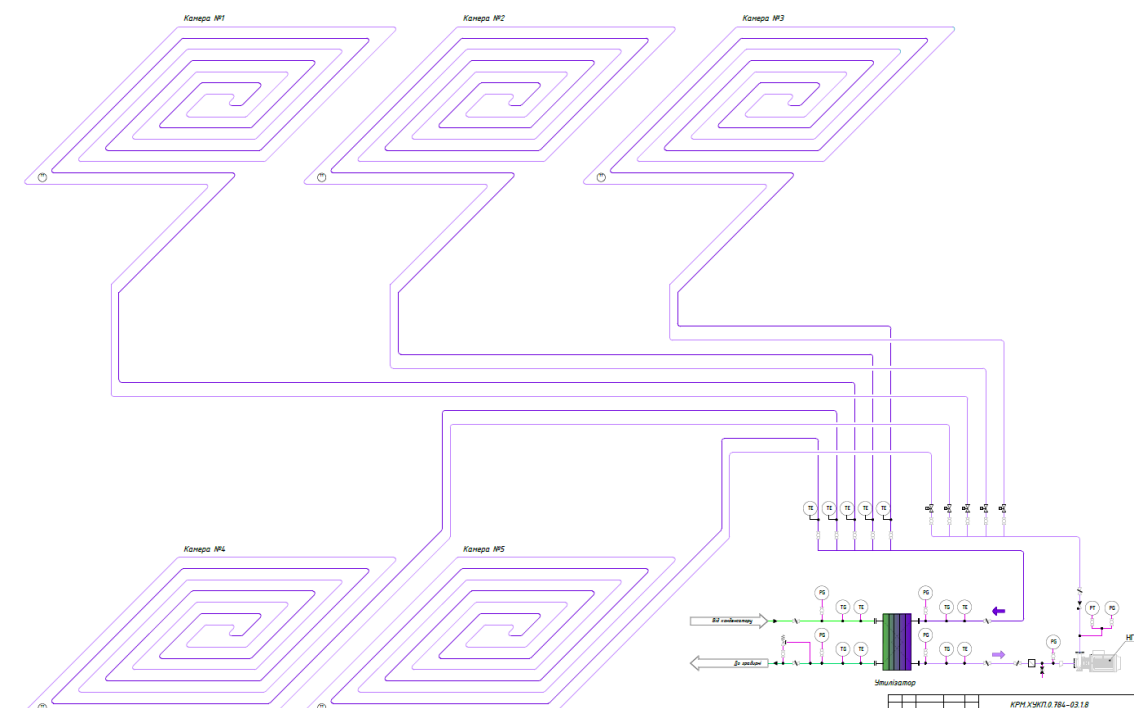 Камера №1
Камера №2
Камера №3
TE
TE
TE
TE
TE
Камера №4
Камера №5
PG
TG
TE
PG
TG
TE
PT
PG
Від конденсатору
PG
TG
TE
PG
TG
TE
PG
НГ
До градирні
Утилізатор
КРМ.ХУКП.0.784-03.1.8